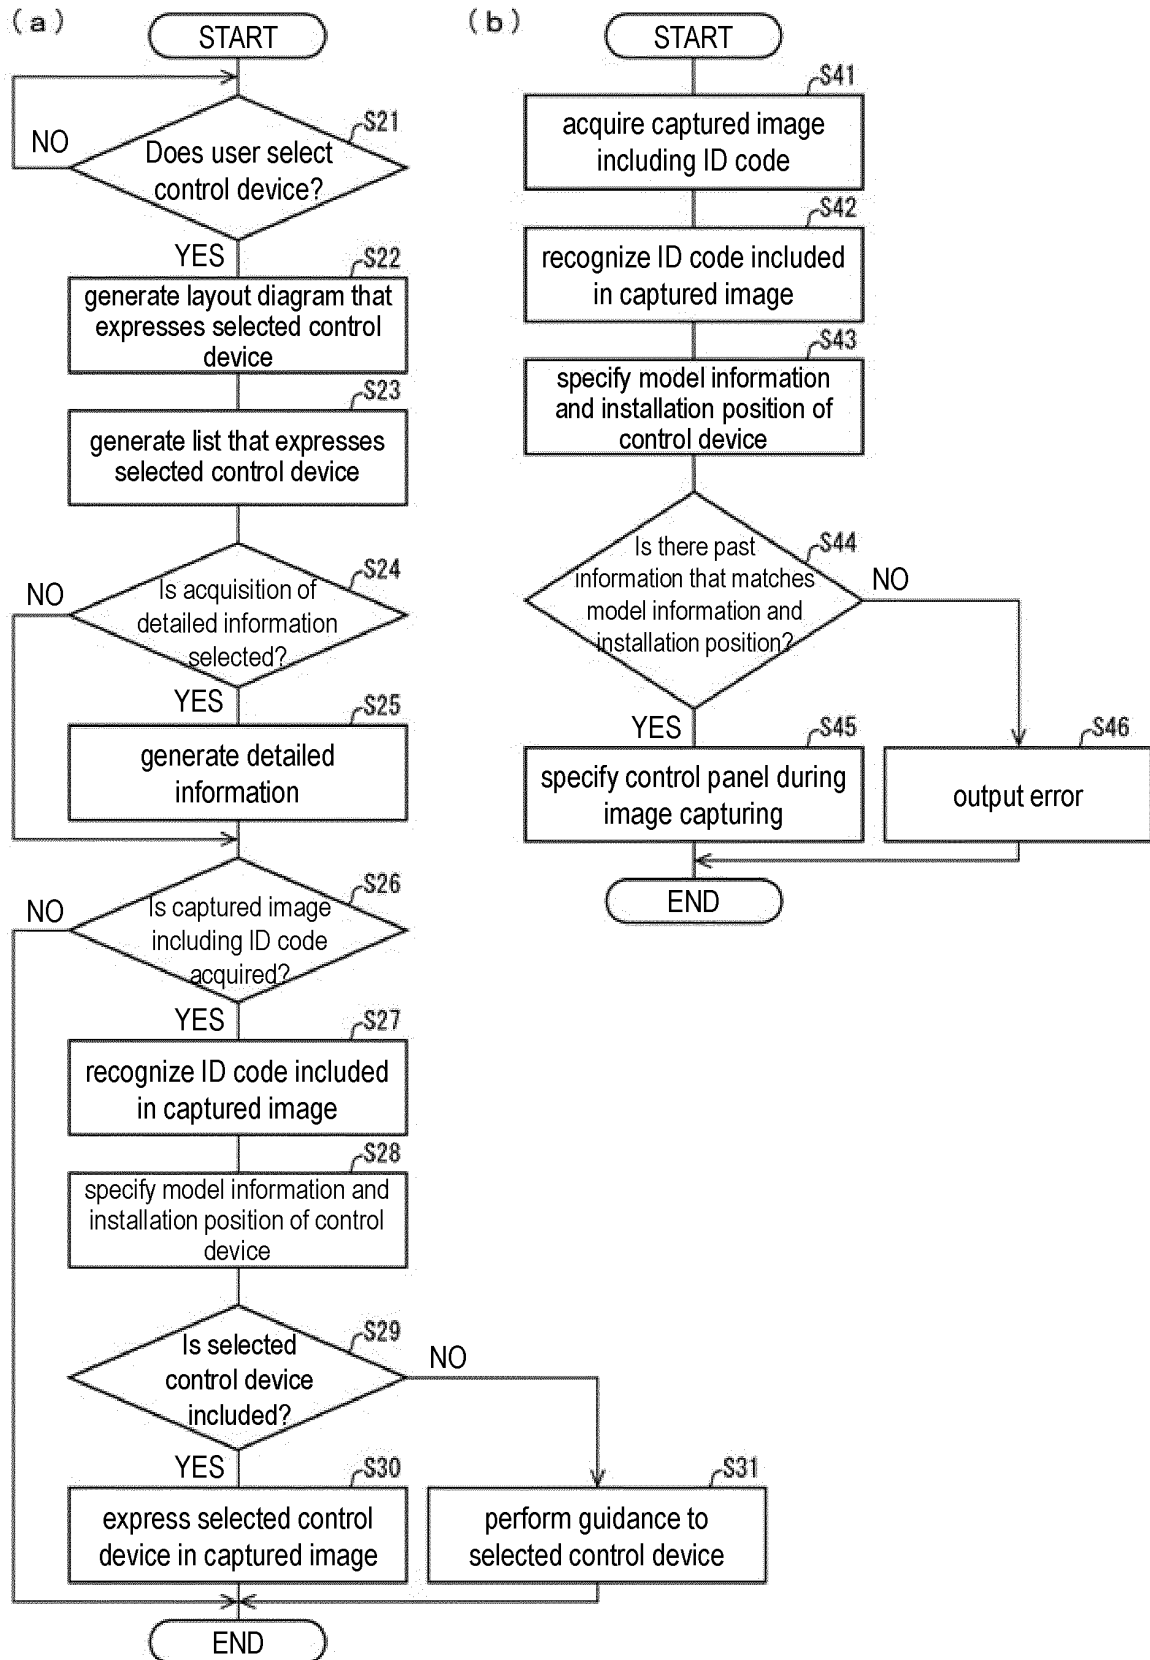 (a)
START
S21
NO
Does user select
control device?
YES
S22
generate layout diagram that
expresses selected control
device
S23
generate list that expresses
selected control device
S24
NO
Is acquisition of
detailed information
selected?
YES
S25
generate detailed
information
S26
NO
Is captured image
including ID code
acquired?
YES
S27
recognize ID code included
in captured image
S28
specify model information and
installation position of control
device
S29
Is selected
control device
included?
NO
YES
S30
express selected control
device in captured image
S31
perform guidance to
selected control device
END
(b)
START
S41
acquire captured image
including ID code
S42
recognize ID code included
in captured image
S43
specify model information
and installation position of
control device
S44
Is there past
information that matches
model information and
installation position?
NO
YES
S45
specify control panel during
image capturing
S46
output error
END